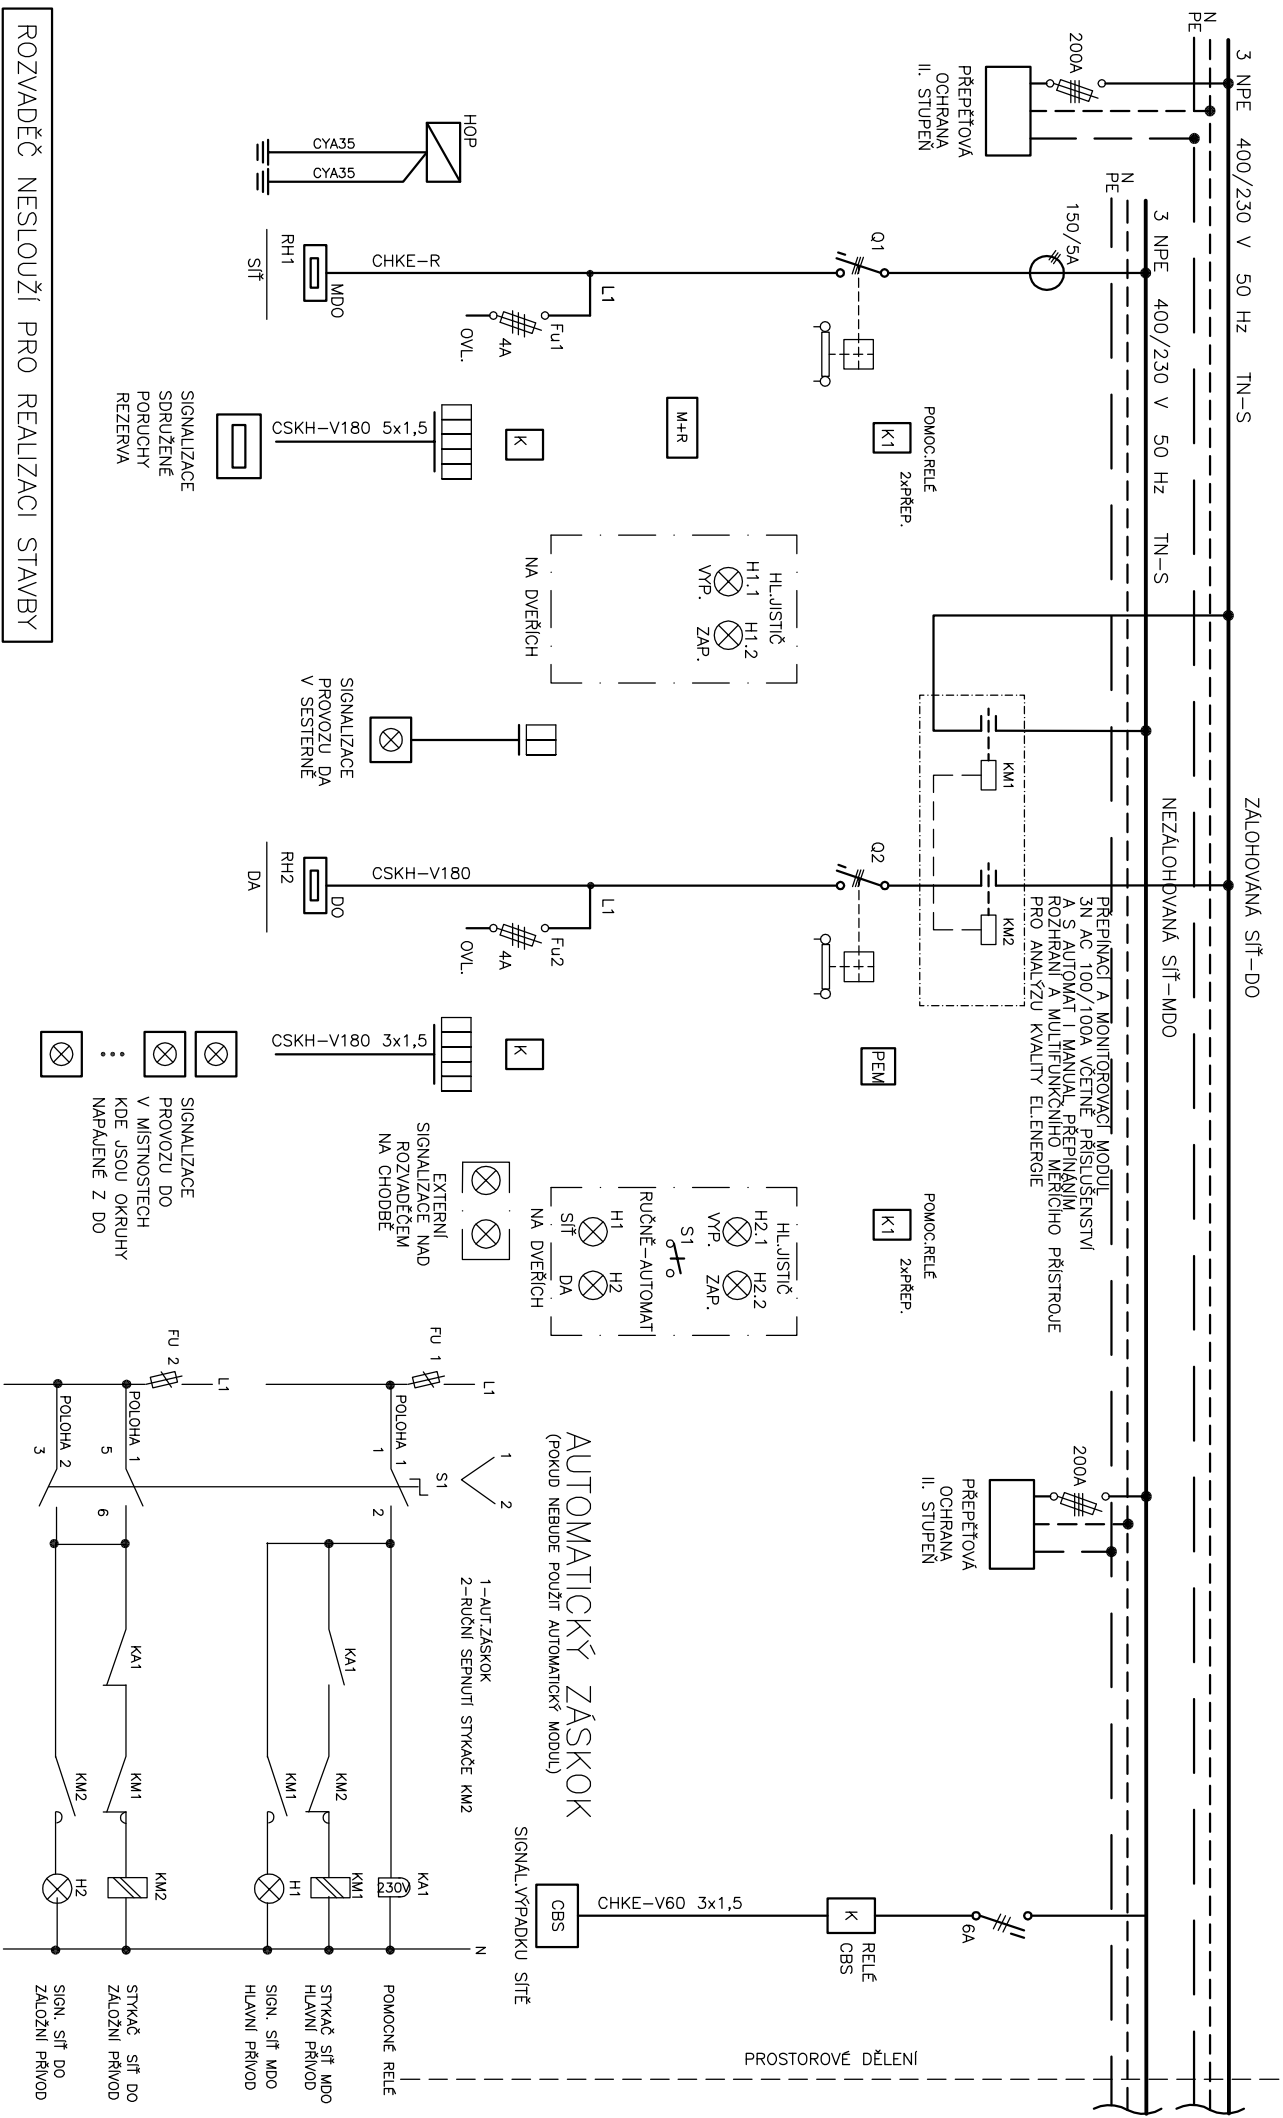 3 NPE 400/230 V 50 Hz TN-S
ZÁLOHOVANÁ SÍŤ-DO
N
PE
3 NPE 400/230 V 50 Hz TN-S
NEZÁLOHOVANÁ SÍŤ-MDO
N
PE
200A
PŘEPĚŤOVÁ
OCHRANA
II. STUPEŇ
HOP
CYA35
CYA35
150/5A
Q1
L1
Fu1
4A
OVL.
CHKE-R
MDO
RH1
SÍŤ
POMOC.RELÉ
K1
2xPŘEP.
M+R
K
CSKH-V180 5x1,5
SIGNALIZACE
SDRUŽENÉ
PORUCHY
REZERVA
HL.JISTIČ
H1.1
H1.2
VYP.
ZAP.
NA DVEŘÍCH
SIGNALIZACE
PROVOZU DA
V SESTERNĚ
KM1
KM2
PŘEPÍNACÍ A MONITOROVACÍ MODUL
3N AC 100/100A VČETNĚ PŘÍSLUŠENSTVÍ
A S AUTOMAT I MANUAL PŘEPÍNÁNÍM
ROZHRANÍ A MULTIFUNKČNÍHO MĚŘÍCÍHO PŘÍSTROJE
PRO ANALÝZU KVALITY EL.ENERGIE
Q2
L1
Fu2
4A
OVL.
CSKH-V180
DO
RH2
DA
PEM
K
CSKH-V180 3x1,5
SIGNALIZACE
PROVOZU DO
V MÍSTNOSTECH
KDE JSOU OKRUHY
NAPÁJENÉ Z DO
POMOC.RELÉ
K1
2xPŘEP.
HL.JISTIČ
H2.1
H2.2
VYP.
ZAP.
S1
RUČNĚ-AUTOMAT
H1
H2
SÍŤ
DA
NA DVEŘÍCH
EXTERNÍ
SIGNALIZACE NAD
ROZVADĚČEM
NA CHODBĚ
200A
PŘEPĚŤOVÁ
OCHRANA
II. STUPEŇ
6A
K
RELÉ
CBS
CHKE-V60 3x1,5
CBS
SIGNÁL.VÝPADKU SÍTĚ
PROSTOROVÉ DĚLENÍ
AUTOMATICKÝ ZÁSKOK
(POKUD NEBUDE POUŽIT AUTOMATICKÝ MODUL)
1-AUT.ZÁSKOK
2-RUČNÍ SEPNUTÍ STYKAČE KM2
1
2
S1
L1
N
FU 1
POLOHA 1
1
2
KA1
230V
POMOCNÉ RELÉ
KA1
KM2
KM1
STYKAČ SÍŤ MDO
HLAVNÍ PŘÍVOD
KM1
H1
SIGN. SÍŤ MDO
HLAVNÍ PŘÍVOD
L1
FU 2
POLOHA 1
5
6
KA1
KM1
KM2
STYKAČ SÍŤ DO
ZÁLOŽNÍ PŘÍVOD
POLOHA 2
3
KM2
H2
SIGN. SÍŤ DO
ZÁLOŽNÍ PŘÍVOD
ROZVADĚČ NESLOUŽÍ PRO REALIZACI STAVBY